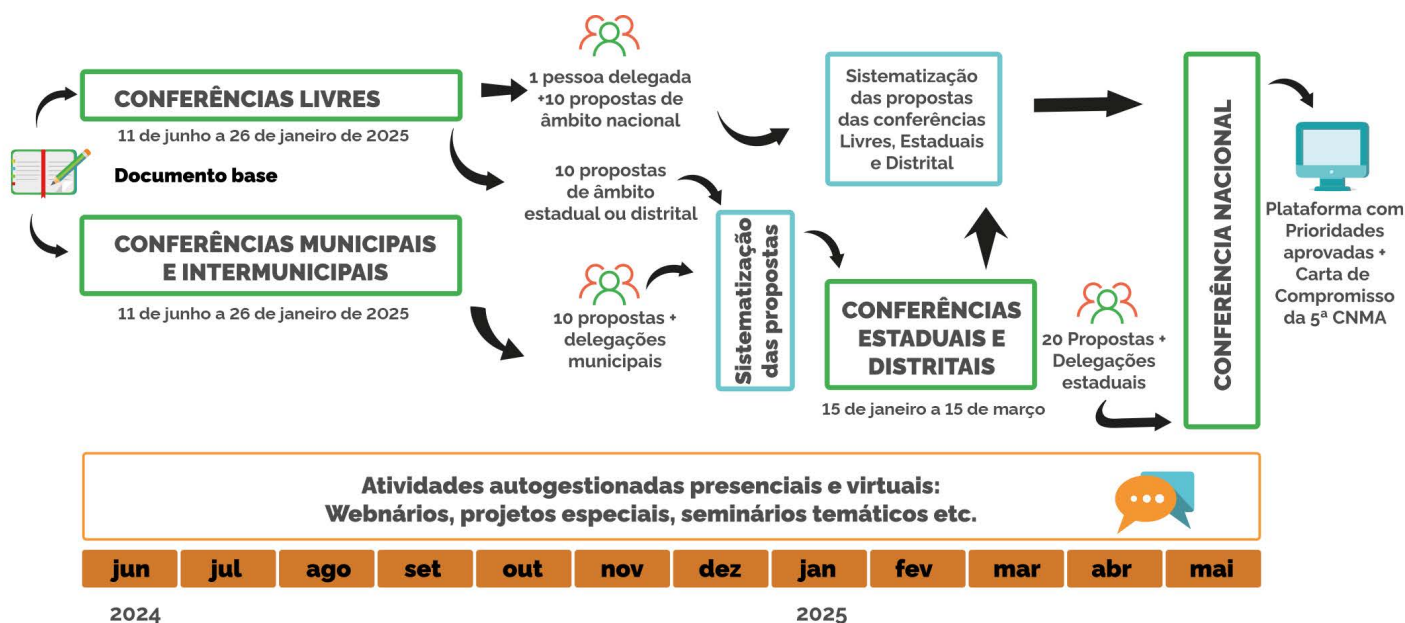 CONFERÊNCIAS LIVRES
11 de junho a 26 de janeiro de 2025
Documento base
CONFERÊNCIAS MUNICIPAIS
E INTERMUNICIPAIS
11 de junho a 26 de janeiro de 2025
1 pessoa delegada
+10 propostas de
âmbito nacional
10 propostas
de âmbito
estadual ou distrital
10 propostas +
delegações
municipais
Sistematização
das propostas
Sistematização
das propostas
das conferências
Livres, Estaduais
e Distrital
CONFERÊNCIAS
ESTADUAIS E
DISTRITAIS
15 de janeiro a 15 de março
20 Propostas +
Delegações
estaduais
CONFERÊNCIA NACIONAL
Plataforma com
Prioridades
aprovadas +
Carta de
Compromisso
da 5ª CNMA
Atividades autogestionadas presenciais e virtuais:
Webnários, projetos especiais, seminários temáticos etc.
jun jul ago set out nov dez jan fev mar abr mai
2024 2025